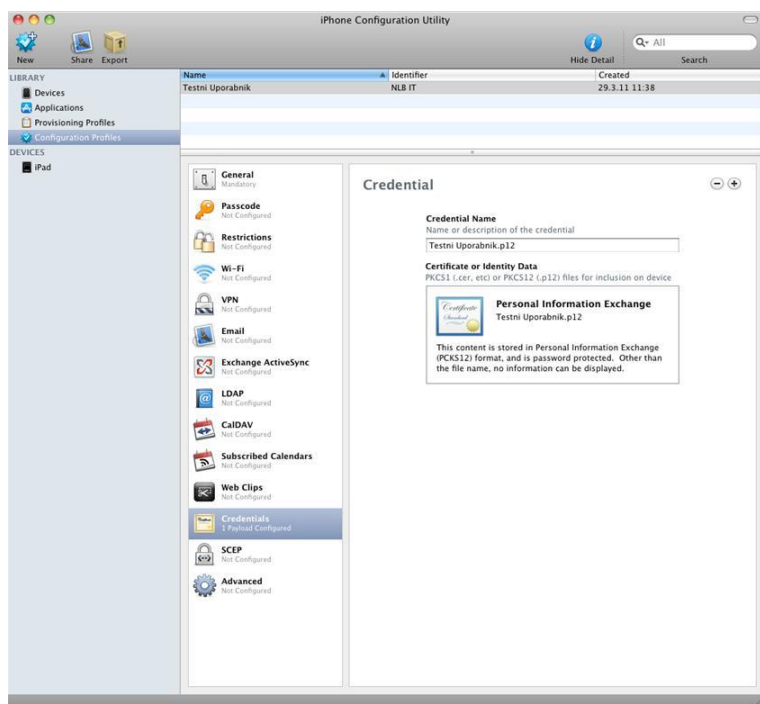 iPhone Configuration Utility
New
Share
Export
Hide Detail
All
Search
LIBRARY
Devices
Applications
Provisioning Profiles
Configuration Profiles
DEVICES
iPad
Name
Identifier
Created
Testni Uporabnik
NLB IT
29.3.11 11:38
General
Mandatory
Passcode
Not Configured
Restrictions
Not Configured
Wi-Fi
Not Configured
VPN
Not Configured
Email
Not Configured
Exchange ActiveSync
Not Configured
LDAP
Not Configured
CalDAV
Not Configured
Subscribed Calendars
Not Configured
Web Clips
Not Configured
Credentials
1 Payload Configured
SCEP
Not Configured
Advanced
Not Configured
Credential
Credential Name
Name or description of the credential
Testni Uporabnik.p12
Certificate or Identity Data
PKCS1 (.cer, etc) or PKCS12 (.p12) files for inclusion on device
Certificate
Standard
Personal Information Exchange
Testni Uporabnik.p12
This content is stored in Personal Information Exchange
(PCKS12) format, and is password protected. Other than
the file name, no information can be displayed.